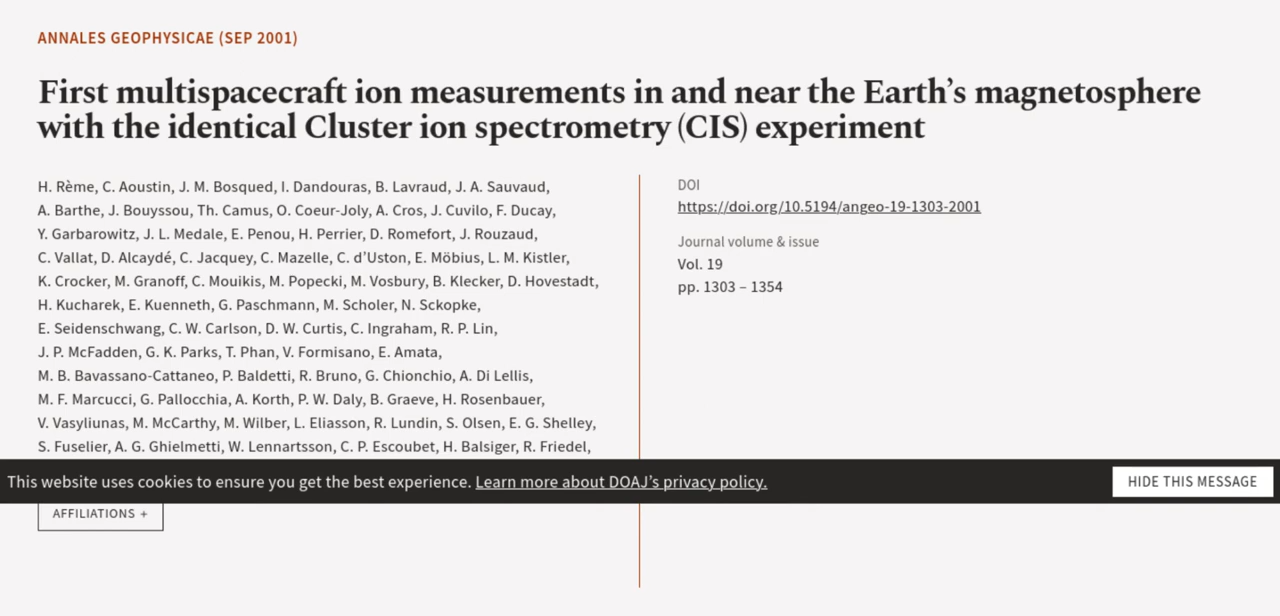 ANNALES GEOPHYSICAE (SEP 2001)
First multispacecraft ion measurements in and near the Earth’s magnetosphere
with the identical Cluster ion spectrometry (CIS) experiment
H. Rème, C. Aoustin, J. M. Bosqued, I. Dandouras, B. Lavraud, J. A. Sauvaud,
A. Barthe, J. Bouyssou, Th. Camus, O. Coeur-Joly, A. Cros, J. Cuvilo, F. Ducay,
Y. Garbarowitz, J. L. Medale, E. Penou, H. Perrier, D. Romefort, J. Rouzaud,
C. Vallat, D. Alcaydé, C. Jacquey, C. Mazelle, C. d’Uston, E. Möbius, L. M. Kistler,
K. Crocker, M. Granoff, C. Mouikis, M. Popecki, M. Vosbury, B. Klecker, D. Hovestadt,
H. Kucharek, E. Kuenneth, G. Paschmann, M. Scholer, N. Sckopke,
E. Seidenschwang, C. W. Carlson, D. W. Curtis, C. Ingraham, R. P. Lin,
J. P. McFadden, G. K. Parks, T. Phan, V. Formisano, E. Amata,
M. B. Bavassano-Cattaneo, P. Baldetti, R. Bruno, G. Chionchio, A. Di Lellis,
M. F. Marcucci, G. Pallocchia, A. Korth, P. W. Daly, B. Graeve, H. Rosenbauer,
V. Vasyliunas, M. McCarthy, M. Wilber, L. Eliasson, R. Lundin, S. Olsen, E. G. Shelley,
S. Fuselier, A. G. Ghielmetti, W. Lennartsson, C. P. Escoubet, H. Balsiger, R. Friedel,
DOI
https://doi.org/10.5194/angeo-19-1303-2001
Journal volume & issue
Vol. 19
pp. 1303 – 1354
This website uses cookies to ensure you get the best experience. Learn more about DOAJ’s privacy policy.
HIDE THIS MESSAGE
AFFILIATIONS +